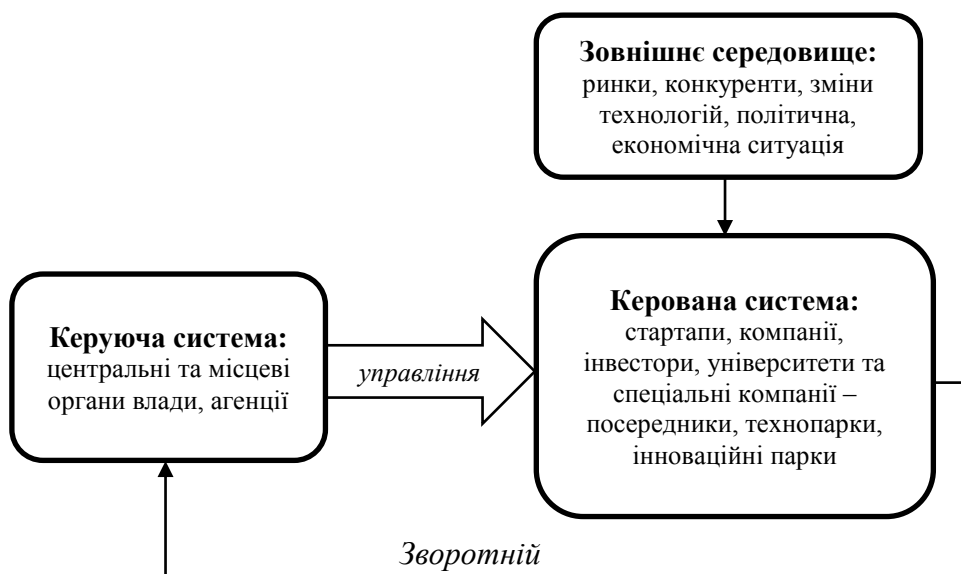 Зовнішнє середовище:
ринки, конкуренти, зміни
технологій, політична,
економічна ситуація
Керуюча система:
центральні та місцеві
органи влади, агенції
управління
Керована система:
стартапи, компанії,
інвестори, університети та
спеціальні компанії –
посередники, технопарки,
інноваційні парки
Зворотній